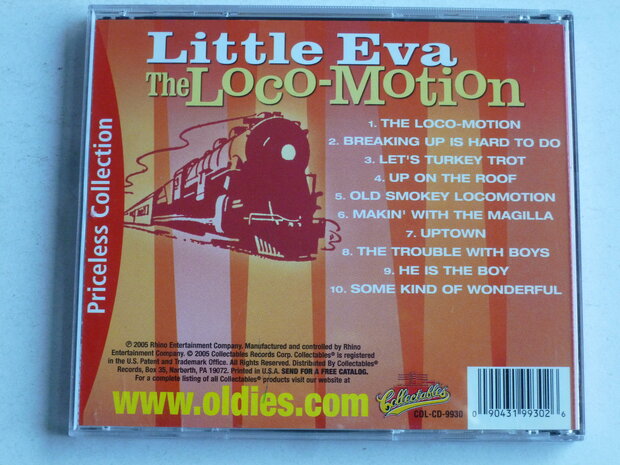 Little Eva
The Loco-Motion
Priceless Collection
1. THE LOCO-MOTION
2. BREAKING UP IS HARD TO DO
3. LET'S TURKEY TROT
4. UP ON THE ROOF
5. OLD SMOKEY LOCOMOTION
6. MAKIN' WITH THE MAGILLA
7. UPTOWN
8. THE TROUBLE WITH BOYS
9. HE IS THE BOY
10. SOME KIND OF WONDERFUL
℗ 2005 Rhino Entertainment Company. Manufactured and controlled by Rhino
Entertainment Company. © 2005 Collectables Records Corp. Collectables® is registered
in the U.S. Patent and Trademark Office. All Rights Reserved. Distributed By Collectables®
Records, Box 35, Narberth, PA 19072. Printed in U.S.A. SEND FOR A FREE CATALOG.
For a complete listing of all Collectables® products visit our website at
www.oldies.com
Collectables
COL-CD-9930
0 90431 99302 6